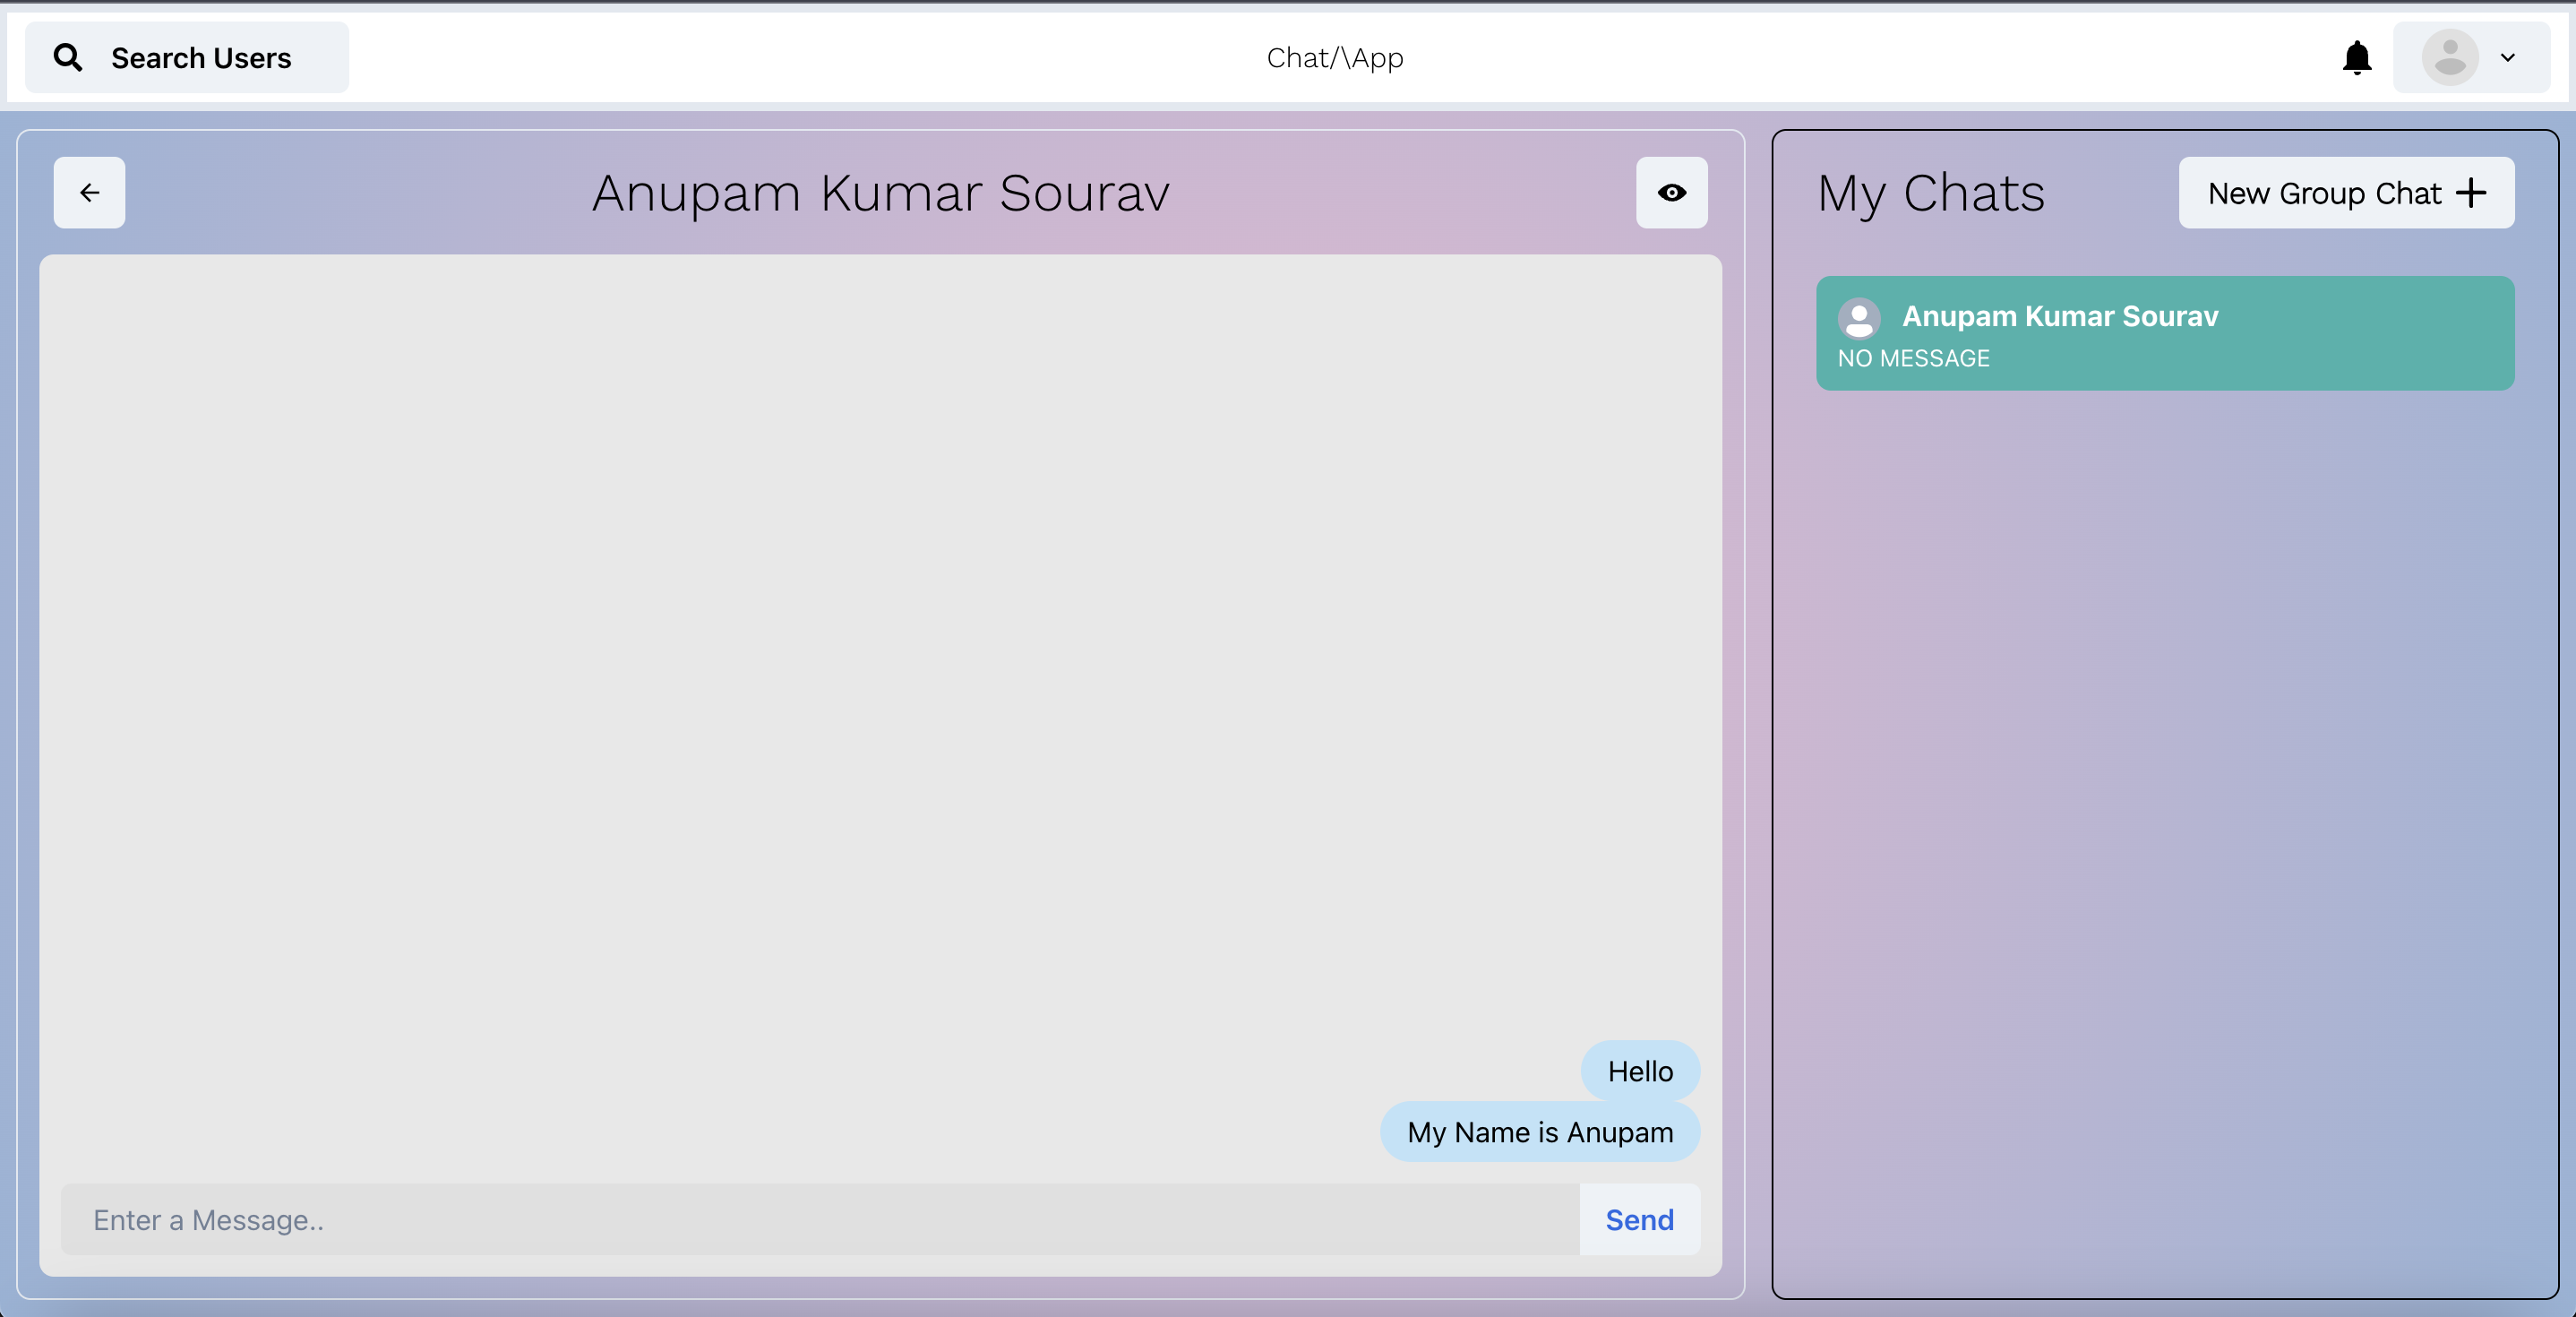 Search Users
Chat/\App
Anupam Kumar Sourav
Hello
My Name is Anupam
Enter a Message..
Send
My Chats
New Group Chat
Anupam Kumar Sourav
NO MESSAGE